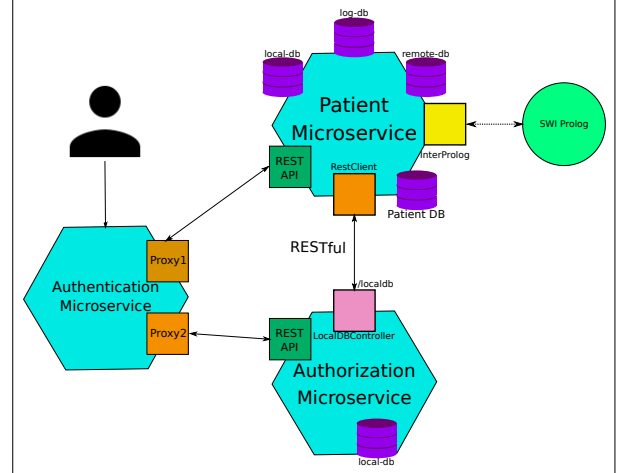 log-db
local-db
remote-db
Patient
Microservice
SWI Prolog
InterProlog
REST
API
RestClient
Patient DB
RESTful
Proxy1
Authentication
Microservice
Proxy2
/localdb
REST
API
LocalDBController
Authorization
Microservice
local-db